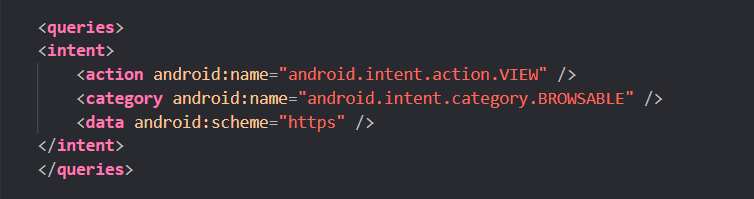 <queries>
<intent>
    <action android:name="android.intent.action.VIEW" />
    <category android:name="android.intent.category.BROWSABLE" />
    <data android:scheme="https" />
</intent>
</queries>